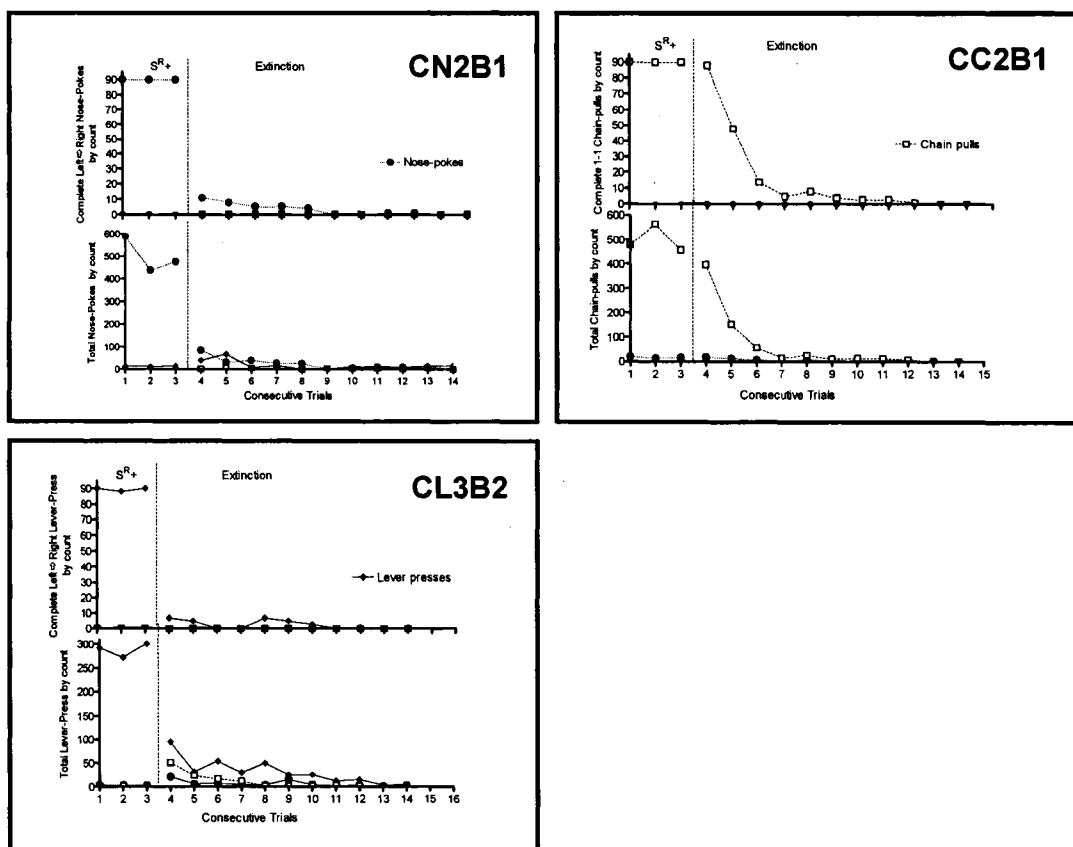 CN2B1
S^R+
Extinction
Complete Left⇔Right Nose-Pokes
by count
90
80
70
60
50
40
30
20
10
0
Nose-pokes
Total Nose-Pokes by count
600
500
400
300
200
100
0
1 2 3 4 5 6 7 8 9 10 11 12 13 14
Consecutive Trials
CC2B1
S^R+
Extinction
Complete 1-1 Chain-pulls by count
90
80
70
60
50
40
30
20
10
0
Chain pulls
Total Chain-pulls by count
600
500
400
300
200
100
0
1 2 3 4 5 6 7 8 9 10 11 12 13 14 15
Consecutive Trials
CL3B2
S^R+
Extinction
Complete Left⇔Right Lever-Press
by count
90
80
70
60
50
40
30
20
10
0
Lever presses
Total Lever-Press by count
300
250
200
150
100
50
0
1 2 3 4 5 6 7 8 9 10 11 12 13 14 15 16
Consecutive Trials